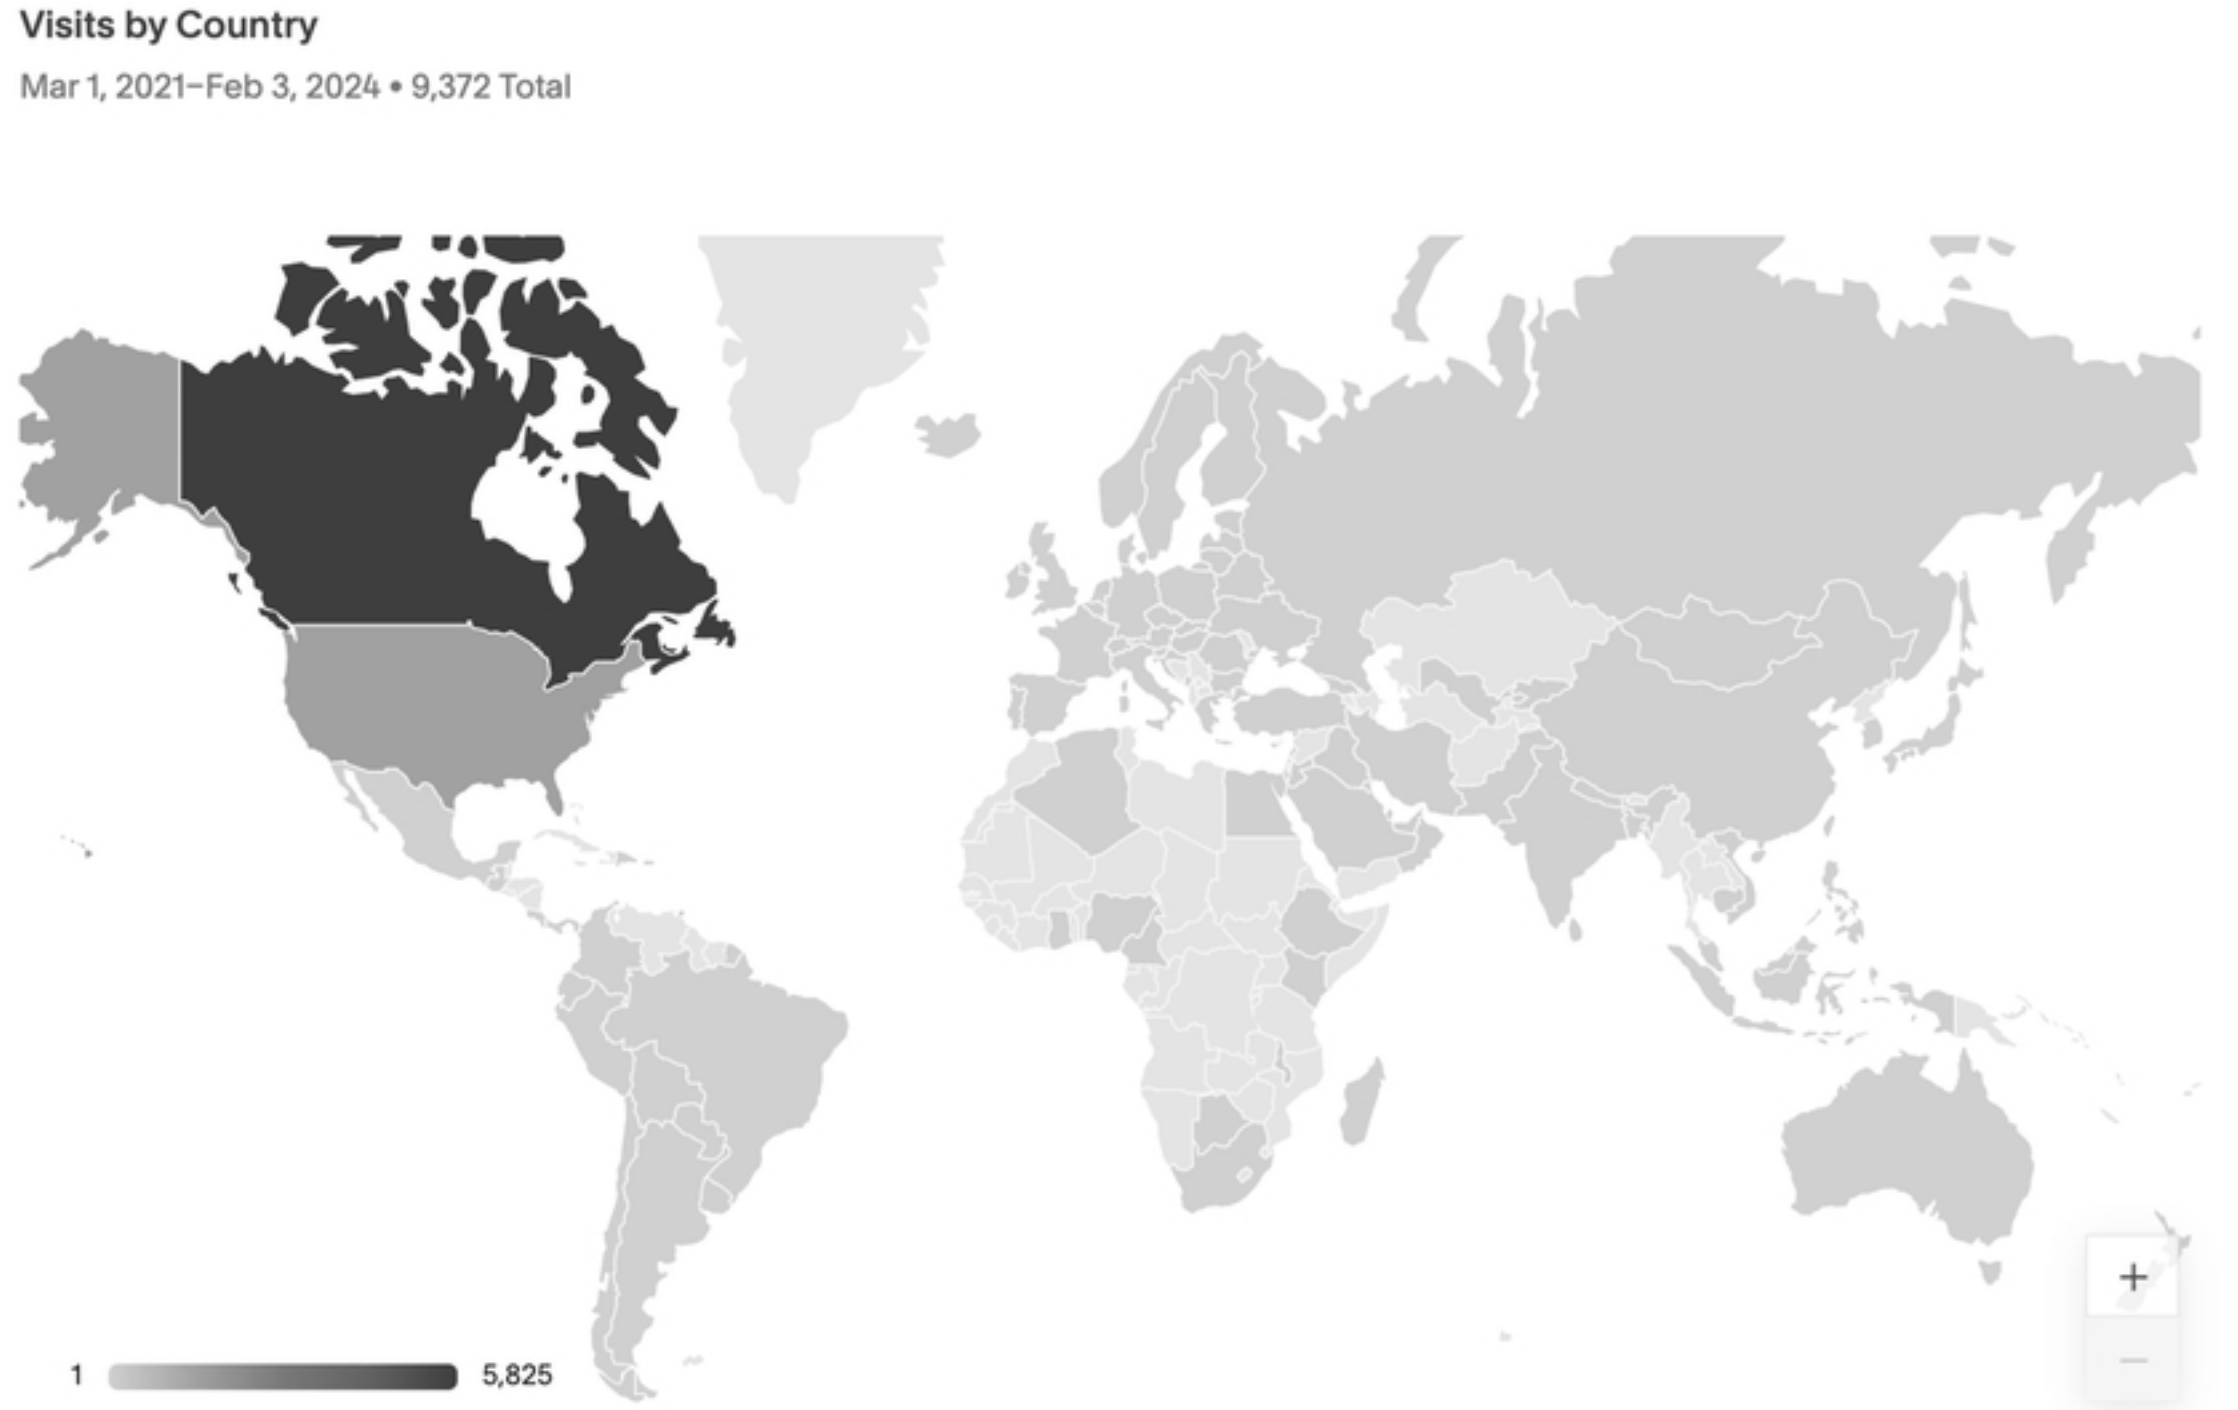 Visits by Country
Mar 1, 2021–Feb 3, 2024 • 9,372 Total
+
−
1 5,825